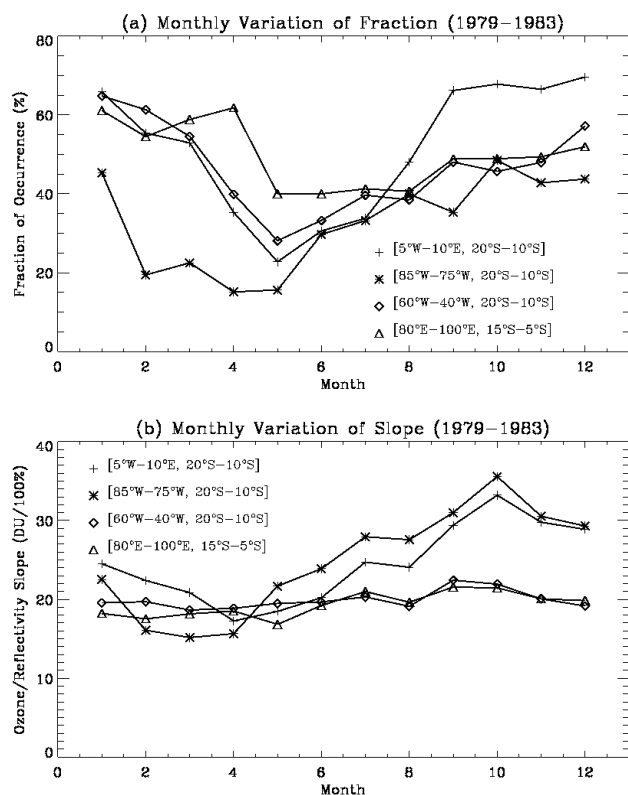 (a) Monthly Variation of Fraction (1979−1983)
Fraction of Occurrence (%)
80
60
40
20
0
[5°W−10°E, 20°S−10°S]
[85°W−75°W, 20°S−10°S]
[60°W−40°W, 20°S−10°S]
[80°E−100°E, 15°S−5°S]
0 2 4 6 8 10 12
Month
(b) Monthly Variation of Slope (1979−1983)
Ozone/Reflectivity Slope (DU/100%)
40
30
20
10
0
[5°W−10°E, 20°S−10°S]
[85°W−75°W, 20°S−10°S]
[60°W−40°W, 20°S−10°S]
[80°E−100°E, 15°S−5°S]
0 2 4 6 8 10 12
Month